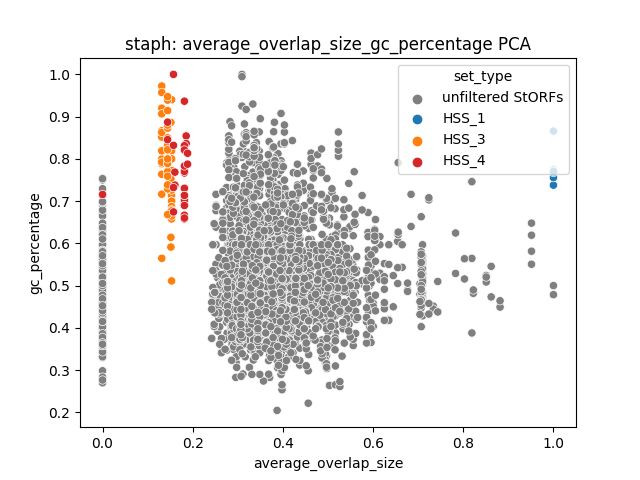 staph: average_overlap_size_gc_percentage PCA
set_type
unfiltered StORFs
HSS_1
HSS_3
HSS_4
1.0
0.9
0.8
0.7
0.6
0.5
0.4
0.3
0.2
gc_percentage
0.0 0.2 0.4 0.6 0.8 1.0
average_overlap_size